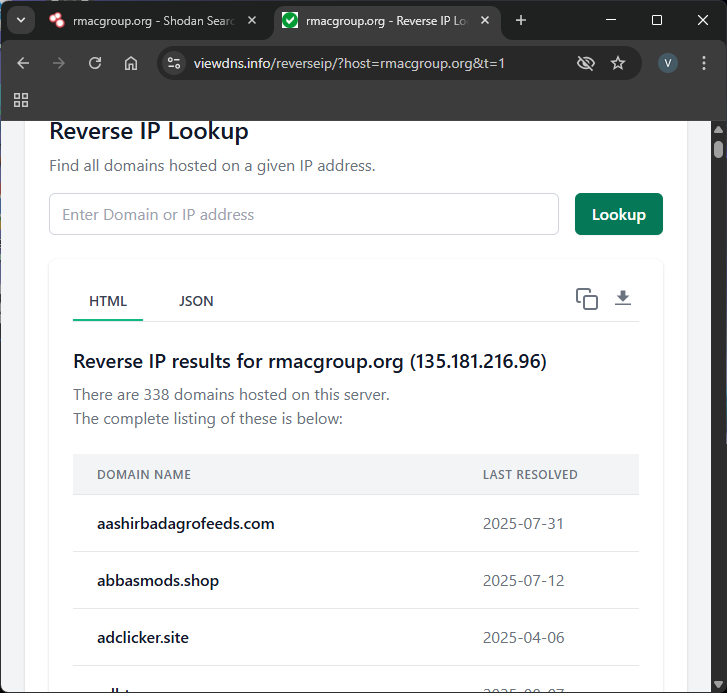 rmacgroup.org - Shodan Searc
rmacgroup.org - Reverse IP Lo
viewdns.info/reverseip/?host=rmacgroup.org&t=1
V
Reverse IP Lookup
Find all domains hosted on a given IP address.
Enter Domain or IP address
Lookup
HTML JSON
Reverse IP results for rmacgroup.org (135.181.216.96)
There are 338 domains hosted on this server.
The complete listing of these is below:
DOMAIN NAME LAST RESOLVED
aashirbadagrofeeds.com 2025-07-31
abbasmods.shop 2025-07-12
adclicker.site 2025-04-06